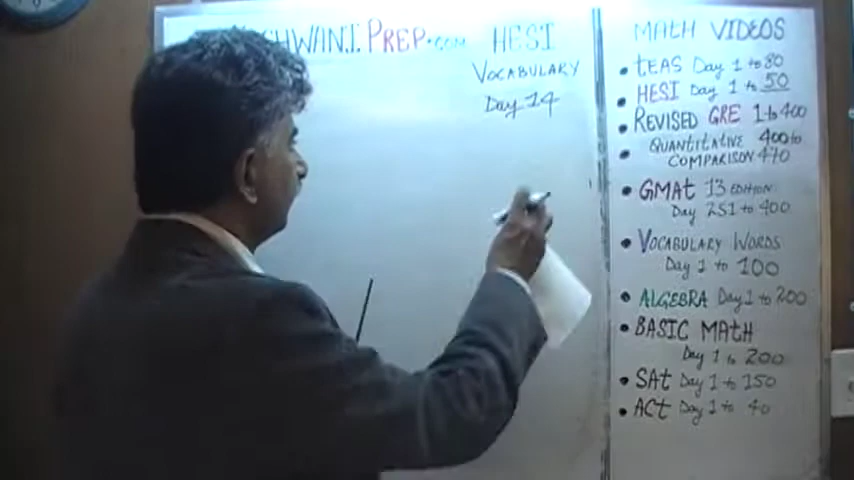 HWANI.PREP.COM
HESI
VOCABULARY
Day 14
MATH VIDEOS
• TEAS Day 1 to 80
• HESI Day 1 to 50
• REVISED GRE 1 to 400
• QUANTITATIVE 400 to
COMPARISON 470
• GMAT 13 EDITION
Day 251 to 400
• VOCABULARY WORDS
Day 1 to 100
• ALGEBRA Day 1 to 200
• BASIC MATH
Day 1 to 200
• SAT Day 1 to 150
• ACT Day 1 to 40